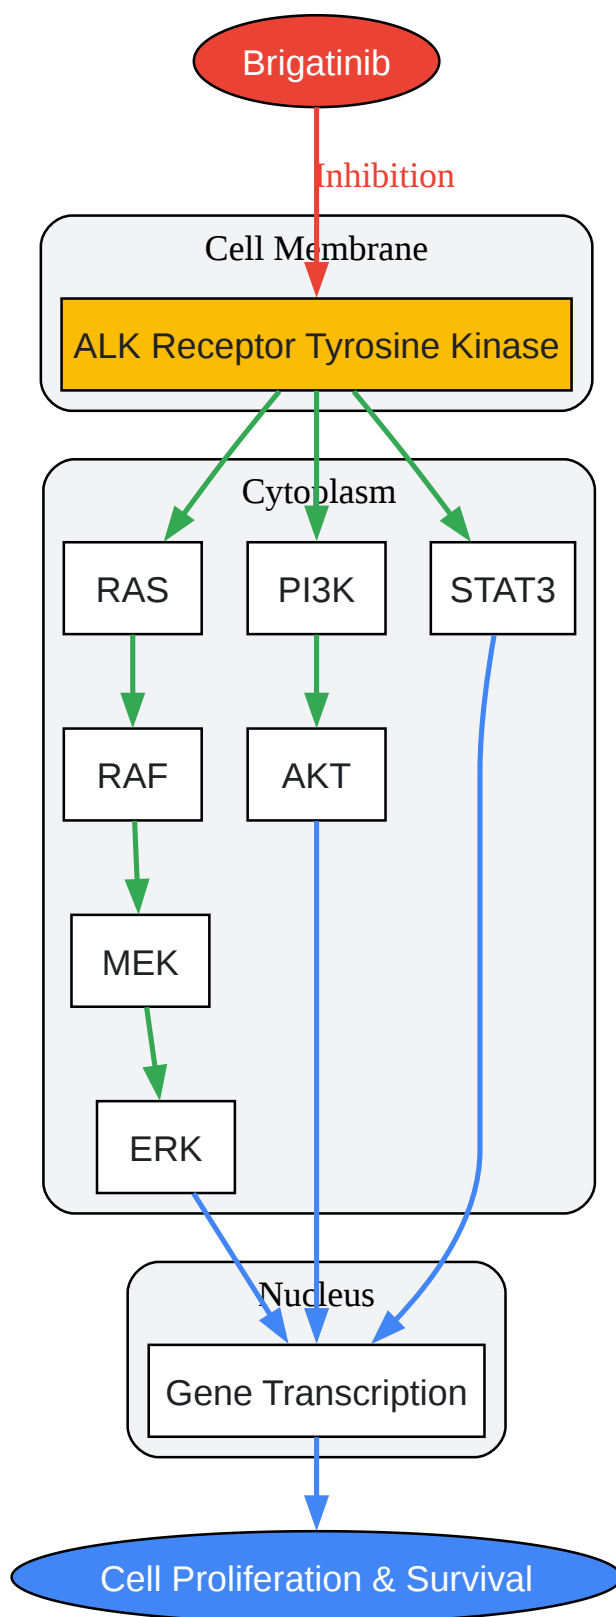 Brigatinib
Inhibition
Cell Membrane
ALK Receptor Tyrosine Kinase
Cytoplasm
RAS
PI3K
STAT3
RAF
AKT
MEK
ERK
Nucleus
Gene Transcription
Cell Proliferation & Survival